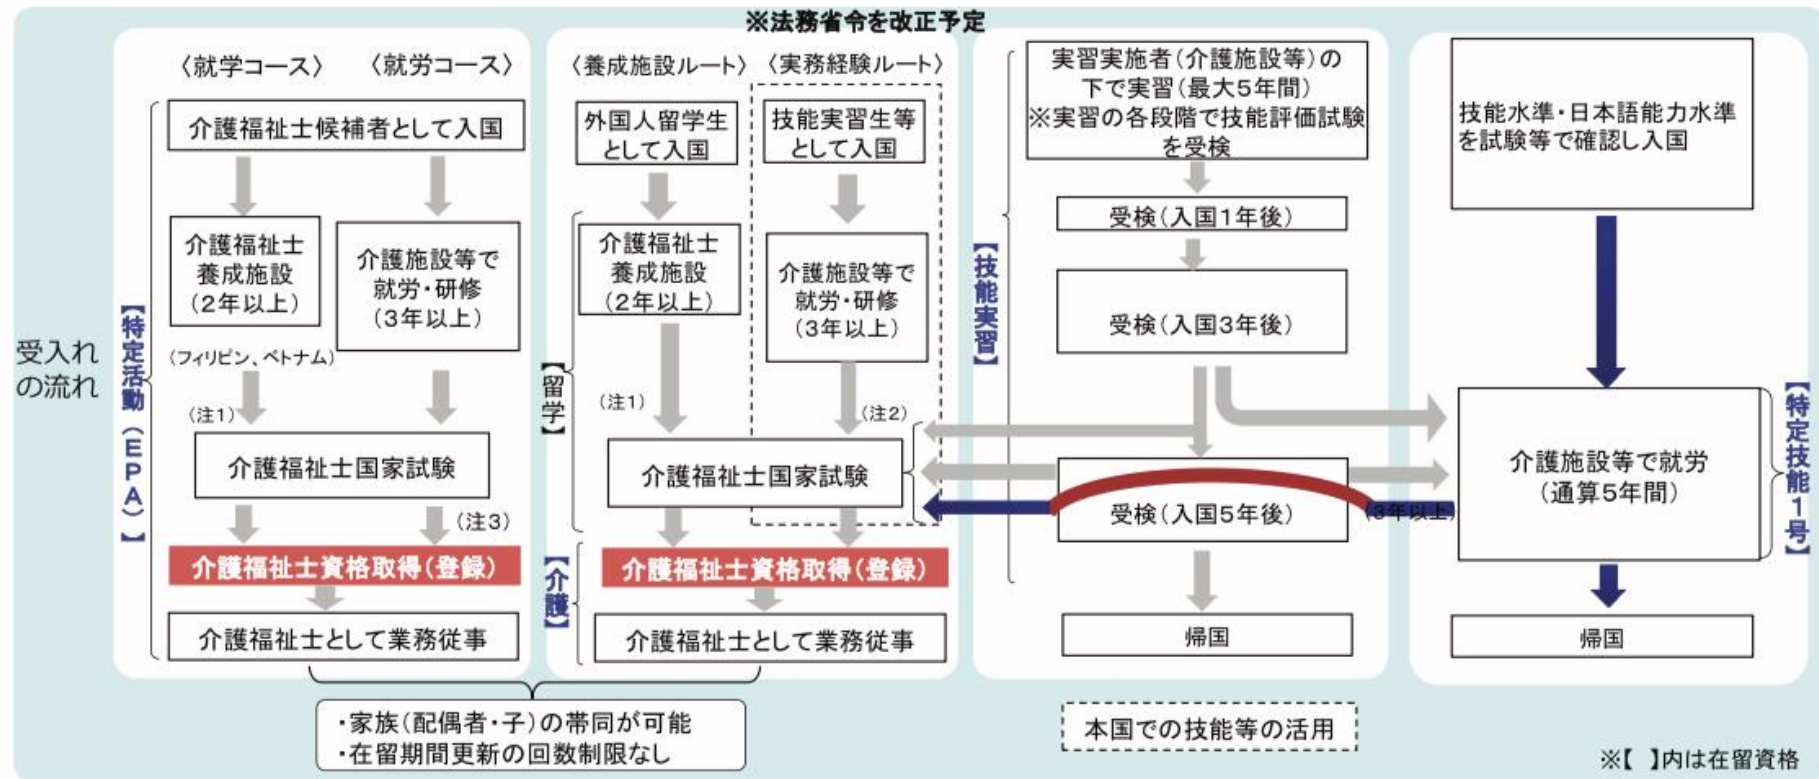 ※法務省令を改正予定
受入れ
の流れ
【特定活動(EPA)】
〈就学コース〉
〈就労コース〉
介護福祉士候補者として入国
介護福祉士
養成施設
(2年以上)
介護施設等で
就労・研修
(3年以上)
(フィリピン、ベトナム)
(注1)
介護福祉士国家試験
(注3)
介護福祉士資格取得(登録)
介護福祉士として業務従事
〈養成施設ルート〉
〈実務経験ルート〉
外国人留学生
として入国
技能実習生等
として入国
【留学】
介護福祉士
養成施設
(2年以上)
介護施設等で
就労・研修
(3年以上)
(注1)
(注2)
介護福祉士国家試験
【介護】
介護福祉士資格取得(登録)
介護福祉士として業務従事
・家族(配偶者・子)の帯同が可能
・在留期間更新の回数制限なし
【技能実習】
実習実施者(介護施設等)の
下で実習(最大5年間)
※実習の各段階で技能評価試験
を受検
受検(入国1年後)
受検(入国3年後)
受検(入国5年後)
帰国
本国での技能等の活用
技能水準・日本語能力水準
を試験等で確認し入国
(3年以上)
介護施設等で就労
(通算5年間)
【特定技能1号】
帰国
※【 】内は在留資格